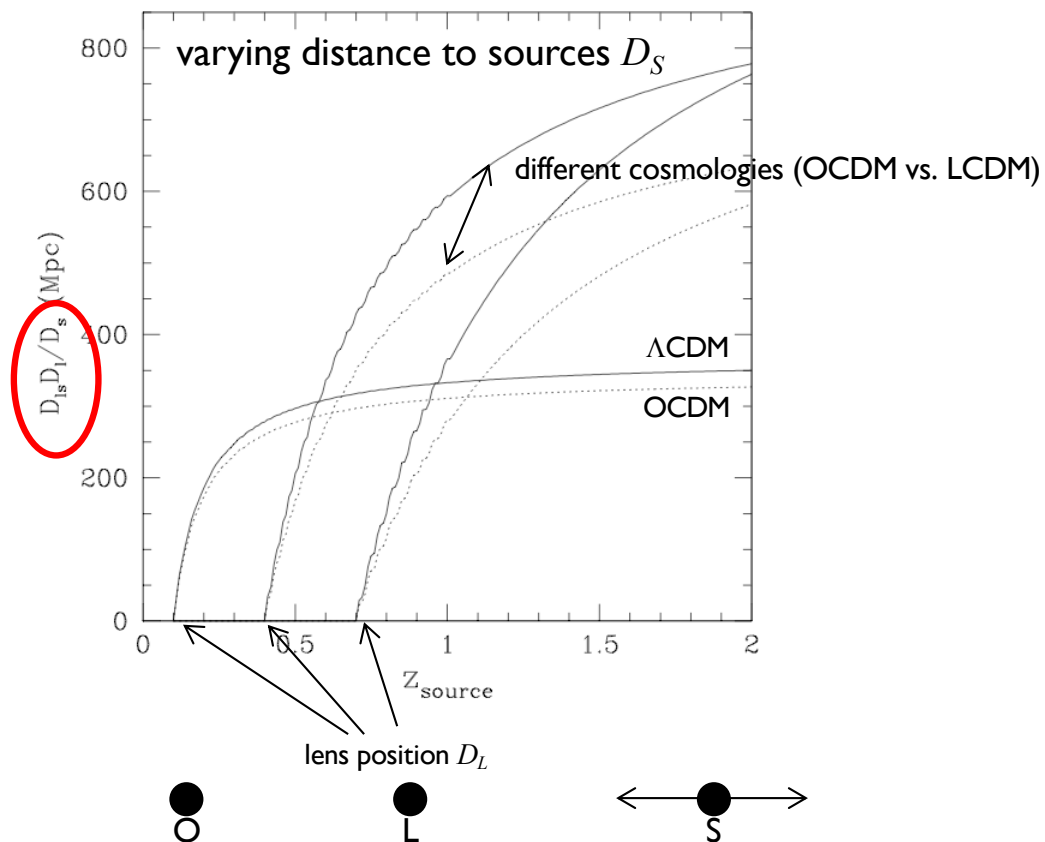 varying distance to sources D_S
different cosmologies (OCDM vs. LCDM)
800
600
400
200
0
D_ls D_l/D_s (Mpc)
ΛCDM
OCDM
0 0.5 1 1.5 2
Z_source
lens position D_L
O L S